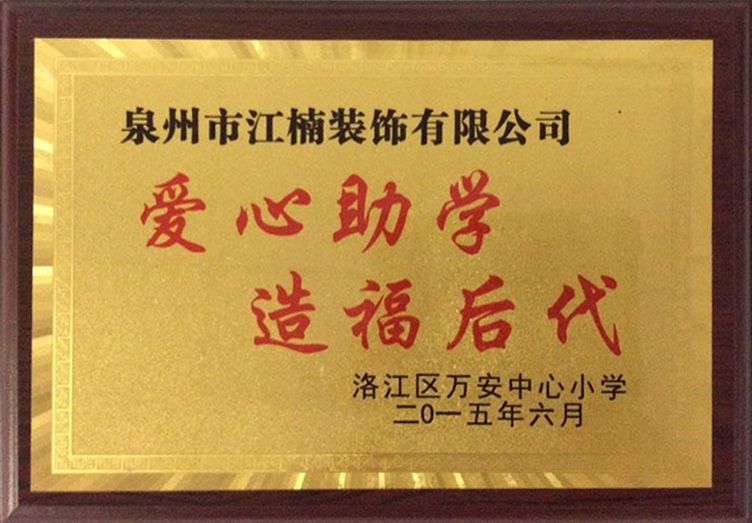 泉州市江楠装饰有限公司
爱心助学
造福后代
洛江区万安中心小学
二0一五年六月